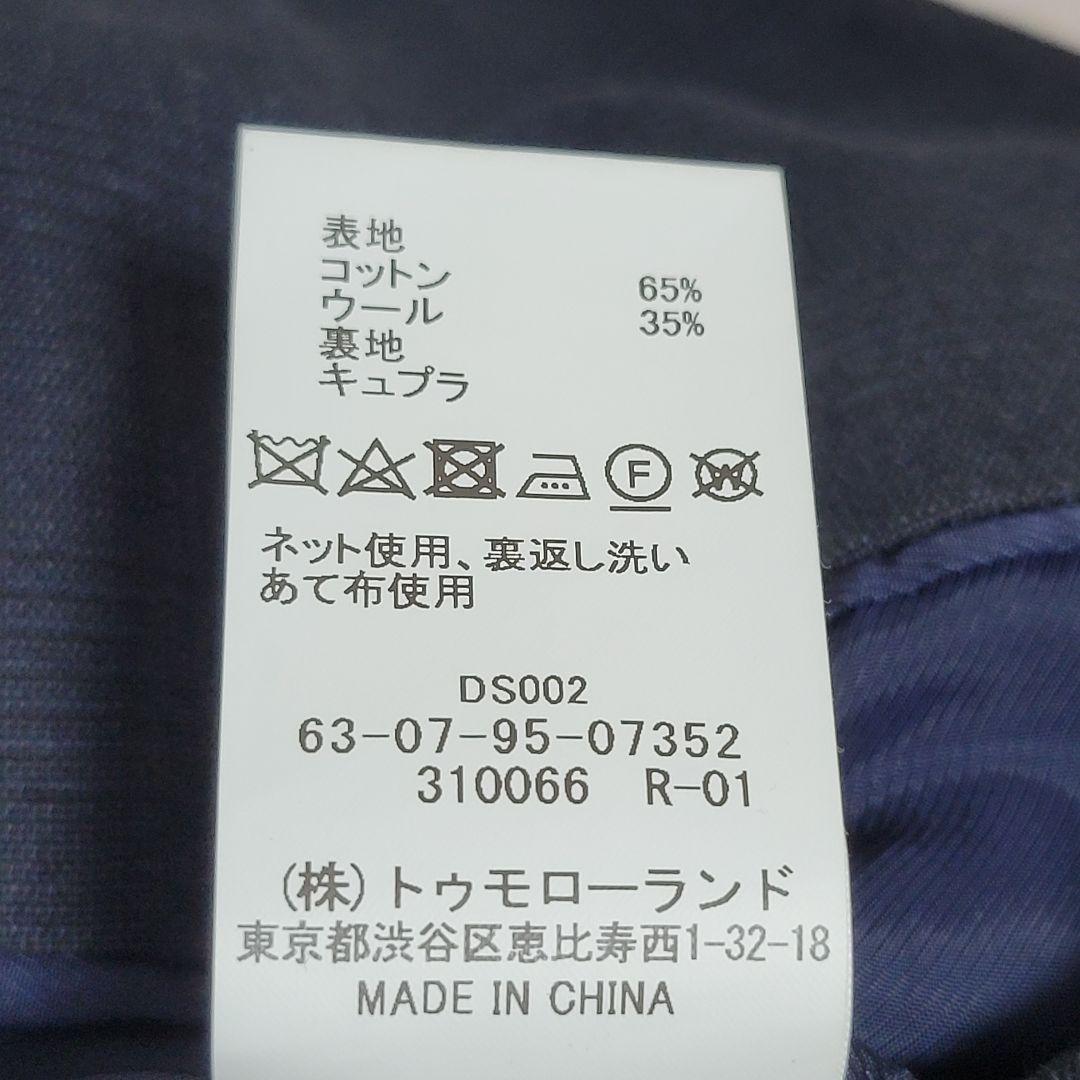 表地
コットン 65%
ウール 35%
裏地
キュプラ
F
W
ネット使用、裏返し洗い
あて布使用
DS002
63-07-95-07352
310066 R-01
(株)トゥモローランド
東京都渋谷区恵比寿西1-32-18
MADE IN CHINA